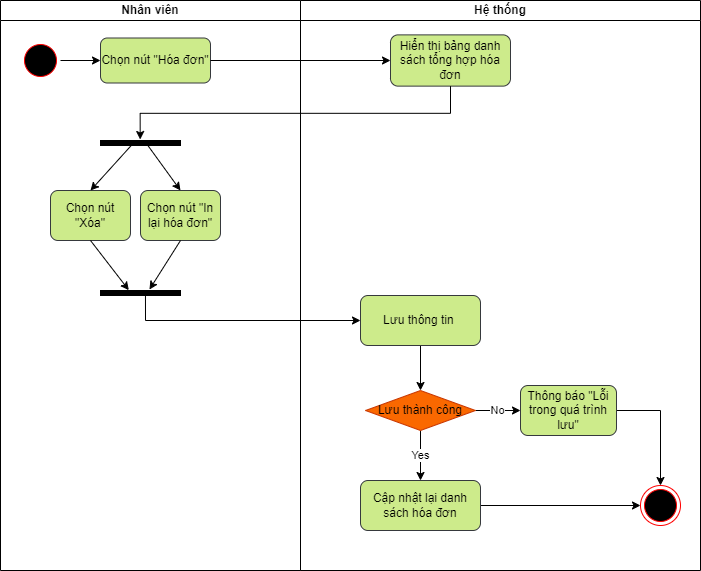 Nhân viên
Hệ thống
Chọn nút "Hóa đơn"
Hiển thị bảng danh
sách tổng hợp hóa
đơn
Chọn nút
"Xóa"
Chọn nút "In
lại hóa đơn"
Lưu thông tin
Lưu thành công
No
Thông báo "Lỗi
trong quá trình
lưu"
Yes
Cập nhật lại danh
sách hóa đơn